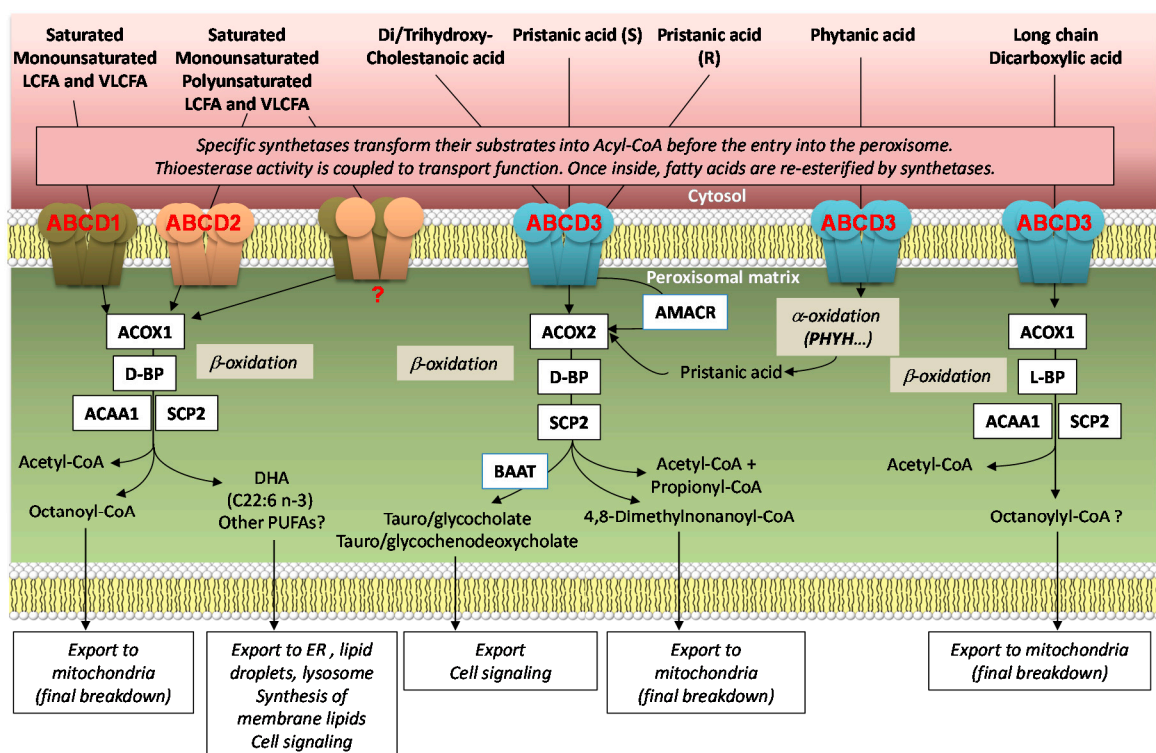 Saturated
Monounsaturated
LCFA and VLCFA
Saturated
Monounsaturated
Polyunsaturated
LCFA and VLCFA
Di/Trihydroxy-
Cholestanoic acid
Pristanic acid (S)
Pristanic acid
(R)
Phytanic acid
Long chain
Dicarboxylic acid
Specific synthetases transform their substrates into Acyl-CoA before the entry into the peroxisome.
Thioesterase activity is coupled to transport function. Once inside, fatty acids are re-esterified by synthetases.
Cytosol
ABCD1
ABCD2
?
ABCD3
ABCD3
ABCD3
Peroxisomal matrix
ACOX1
β-oxidation
D-BP
ACAA1
SCP2
Acetyl-CoA
Octanoyl-CoA
DHA
(C22:6 n-3)
Other PUFAs?
AMACR
ACOX2
β-oxidation
D-BP
SCP2
BAAT
Tauro/glycocholate
Tauro/glycochenodeoxycholate
Acetyl-CoA +
Propionyl-CoA
4,8-Dimethylnonanoyl-CoA
α-oxidation
(PHYH...)
Pristanic acid
ACOX1
β-oxidation
L-BP
ACAA1
SCP2
Acetyl-CoA
Octanoylyl-CoA ?
Export to
mitochondria
(final breakdown)
Export to ER , lipid
droplets, lysosome
Synthesis of
membrane lipids
Cell signaling
Export
Cell signaling
Export to
mitochondria
(final breakdown)
Export to mitochondria
(final breakdown)